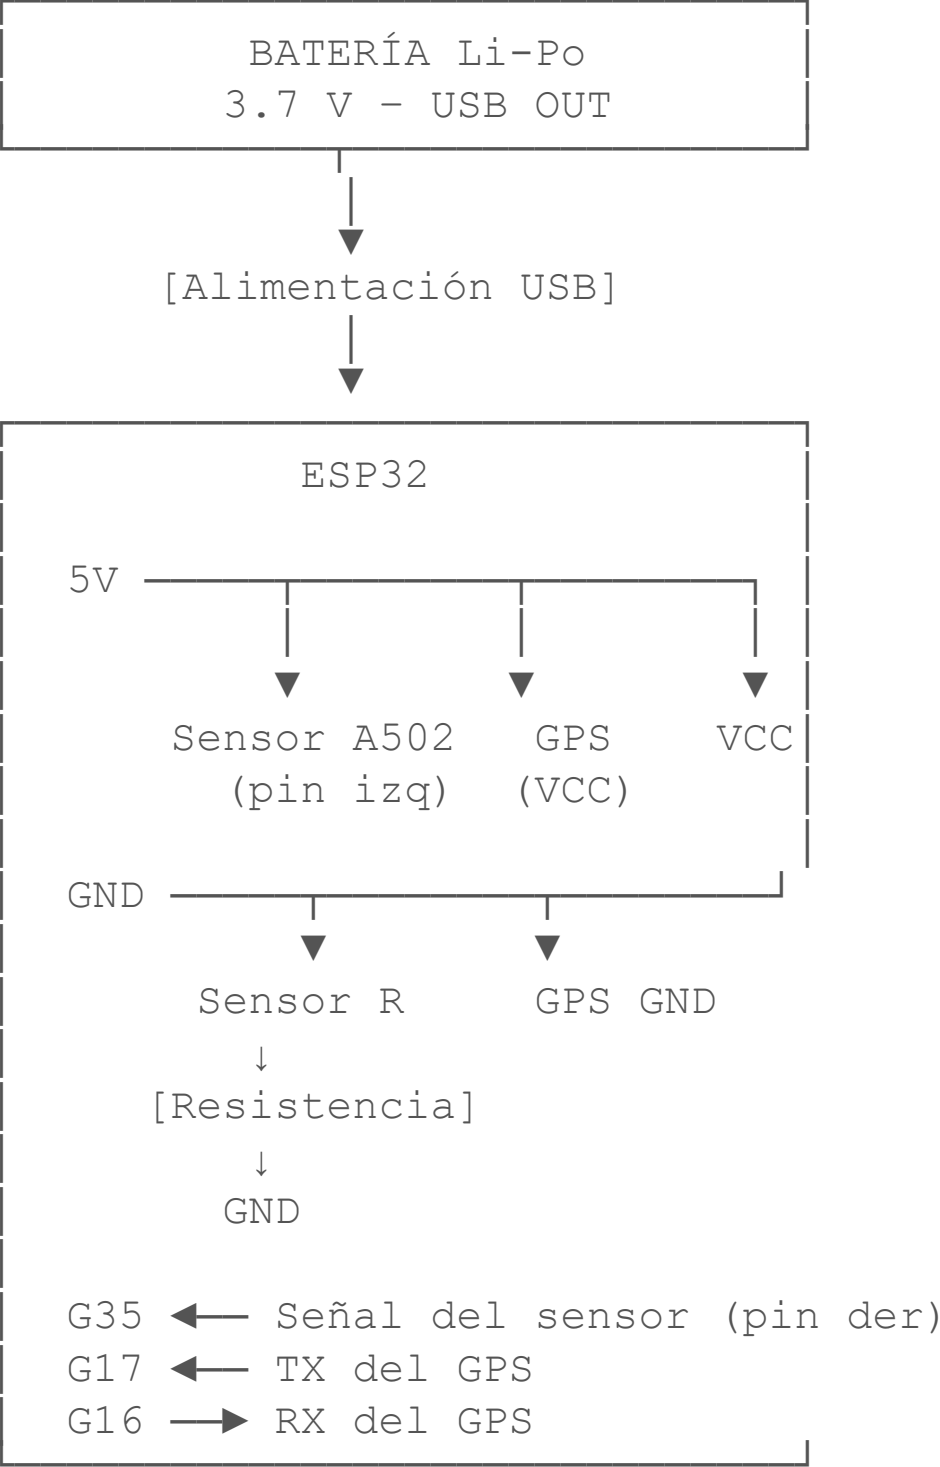 BATERÍA Li-Po
3.7 V – USB OUT
[Alimentación USB]
ESP32
5V
Sensor A502 GPS VCC
(pin izq) (VCC)
GND
Sensor R GPS GND
↓
[Resistencia]
↓
GND
G35 ◄── Señal del sensor (pin der)
G17 ◄── TX del GPS
G16 ──► RX del GPS